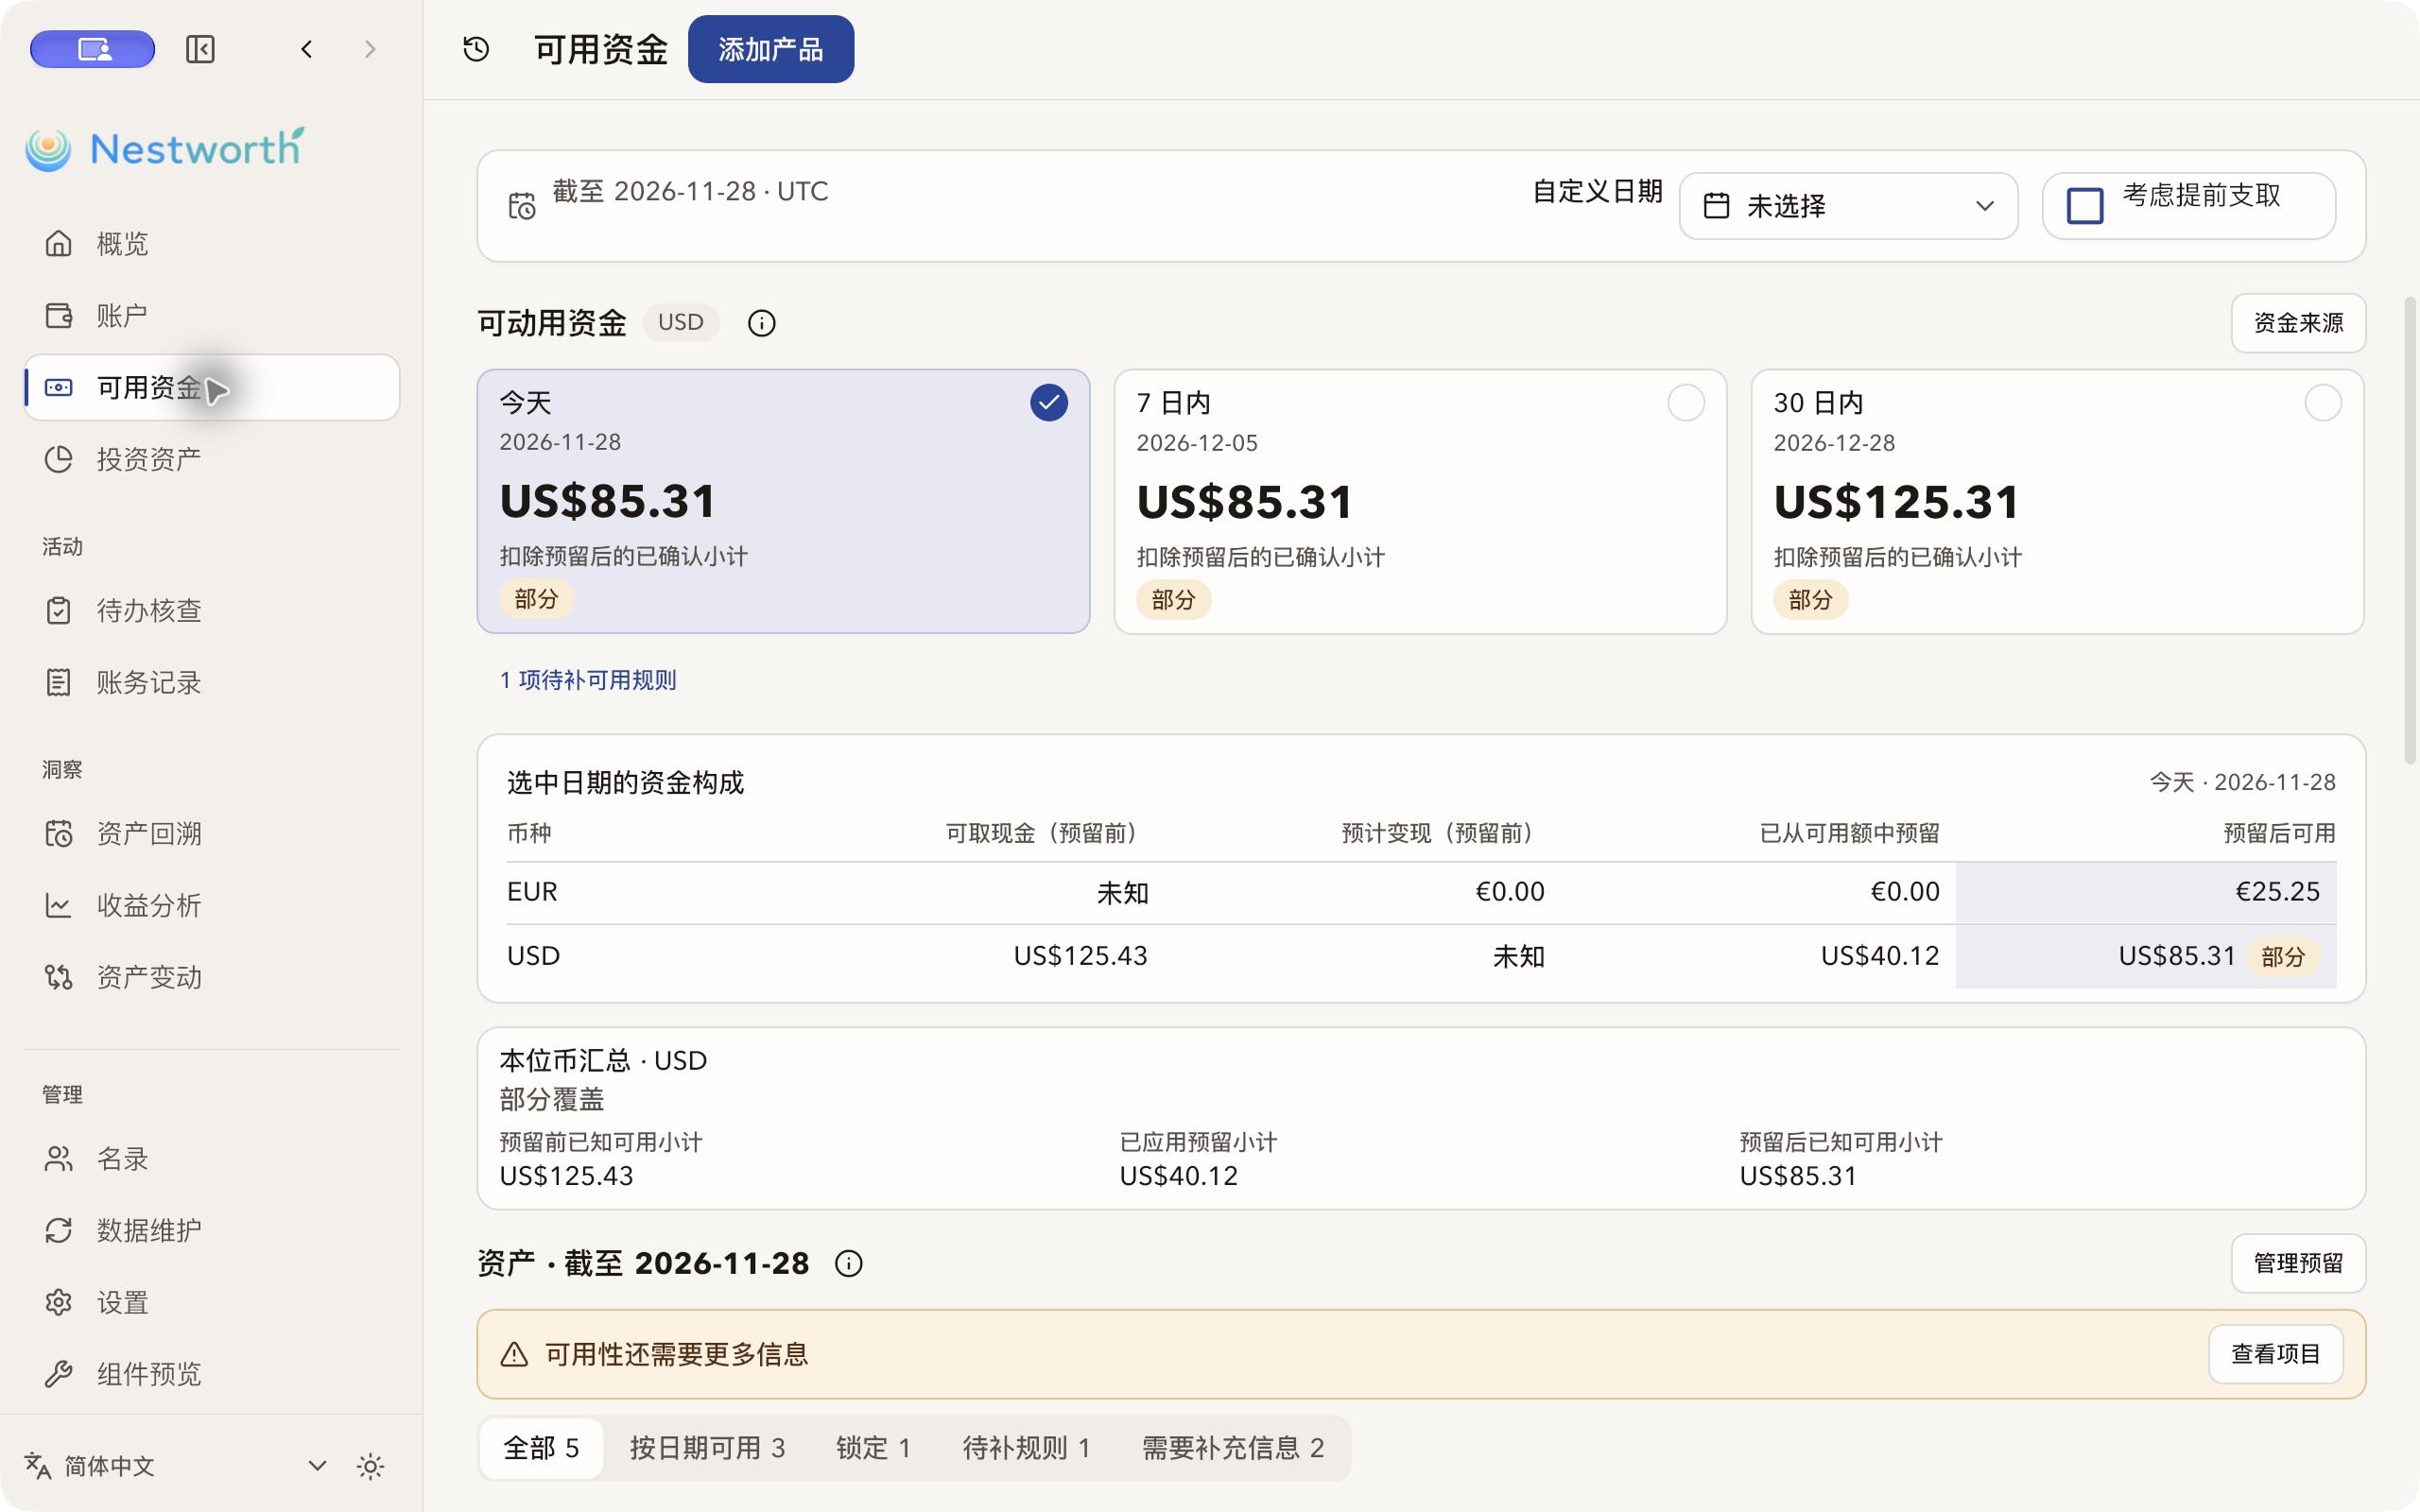 可用资金
添加产品
Nestworth
概览
账户
可用资金
投资资产
活动
待办核查
账务记录
洞察
资产回溯
收益分析
资产变动
管理
名录
数据维护
设置
组件预览
简体中文
截至 2026-11-28 · UTC
自定义日期
未选择
考虑提前支取
可动用资金 USD
资金来源
今天
2026-11-28
US$85.31
扣除预留后的已确认小计
部分
7 日内
2026-12-05
US$85.31
扣除预留后的已确认小计
部分
30 日内
2026-12-28
US$125.31
扣除预留后的已确认小计
部分
1 项待补可用规则
选中日期的资金构成 今天 · 2026-11-28
币种 可取现金（预留前） 预计变现（预留前） 已从可用额中预留 预留后可用
EUR 未知 €0.00 €0.00 €25.25
USD US$125.43 未知 US$40.12 US$85.31 部分
本位币汇总 · USD
部分覆盖
预留前已知可用小计 已应用预留小计 预留后已知可用小计
US$125.43 US$40.12 US$85.31
资产 · 截至 2026-11-28
管理预留
可用性还需要更多信息
查看项目
全部 5 按日期可用 3 锁定 1 待补规则 1 需要补充信息 2